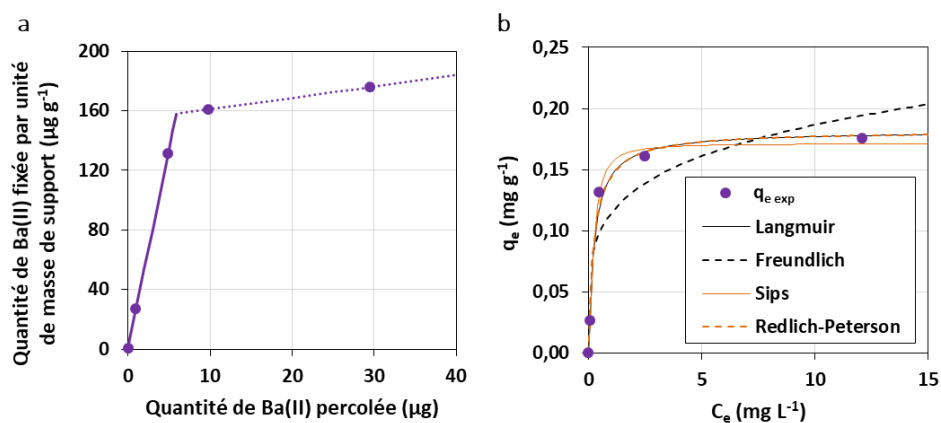 a
Quantité de Ba(II) fixée par unité
de masse de support (µg g⁻¹)
200
160
120
80
40
0
0 10 20 30 40
Quantité de Ba(II) percolée (µg)
b
qₑ (mg g⁻¹)
0,25
0,20
0,15
0,10
0,05
0,00
qₑ ₑₓₚ
Langmuir
Freundlich
Sips
Redlich-Peterson
0 5 10 15
Cₑ (mg L⁻¹)